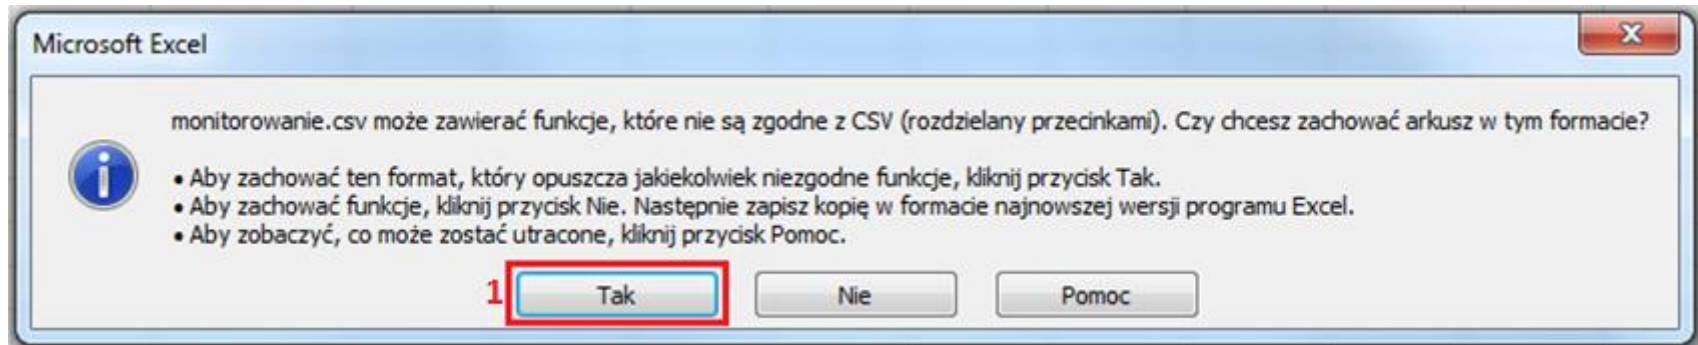 Microsoft Excel
monitorowanie.csv może zawierać funkcje, które nie są zgodne z CSV (rozdzielany przecinkami). Czy chcesz zachować arkusz w tym formacie?
• Aby zachować ten format, który opuszcza jakiekolwiek niezgodne funkcje, kliknij przycisk Tak.
• Aby zachować funkcje, kliknij przycisk Nie. Następnie zapisz kopię w formacie najnowszej wersji programu Excel.
• Aby zobaczyć, co może zostać utracone, kliknij przycisk Pomoc.
1 Tak Nie Pomoc